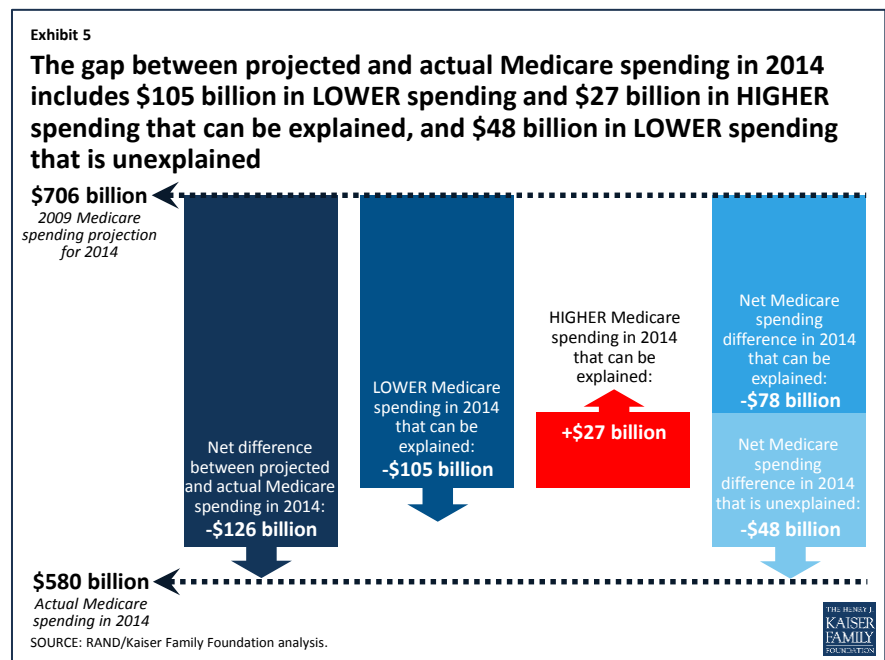 Exhibit 5
The gap between projected and actual Medicare spending in 2014
includes $105 billion in LOWER spending and $27 billion in HIGHER
spending that can be explained, and $48 billion in LOWER spending
that is unexplained
$706 billion
2009 Medicare
spending projection
for 2014
Net difference
between projected
and actual Medicare
spending in 2014:
-$126 billion
LOWER Medicare
spending in 2014
that can be
explained:
-$105 billion
HIGHER Medicare
spending in 2014
that can be
explained:
+$27 billion
Net Medicare
spending
difference in 2014
that can be
explained:
-$78 billion
Net Medicare
spending
difference in 2014
that is unexplained:
-$48 billion
$580 billion
Actual Medicare
spending in 2014
SOURCE: RAND/Kaiser Family Foundation analysis.
THE HENRY J.
KAISER
FAMILY
FOUNDATION